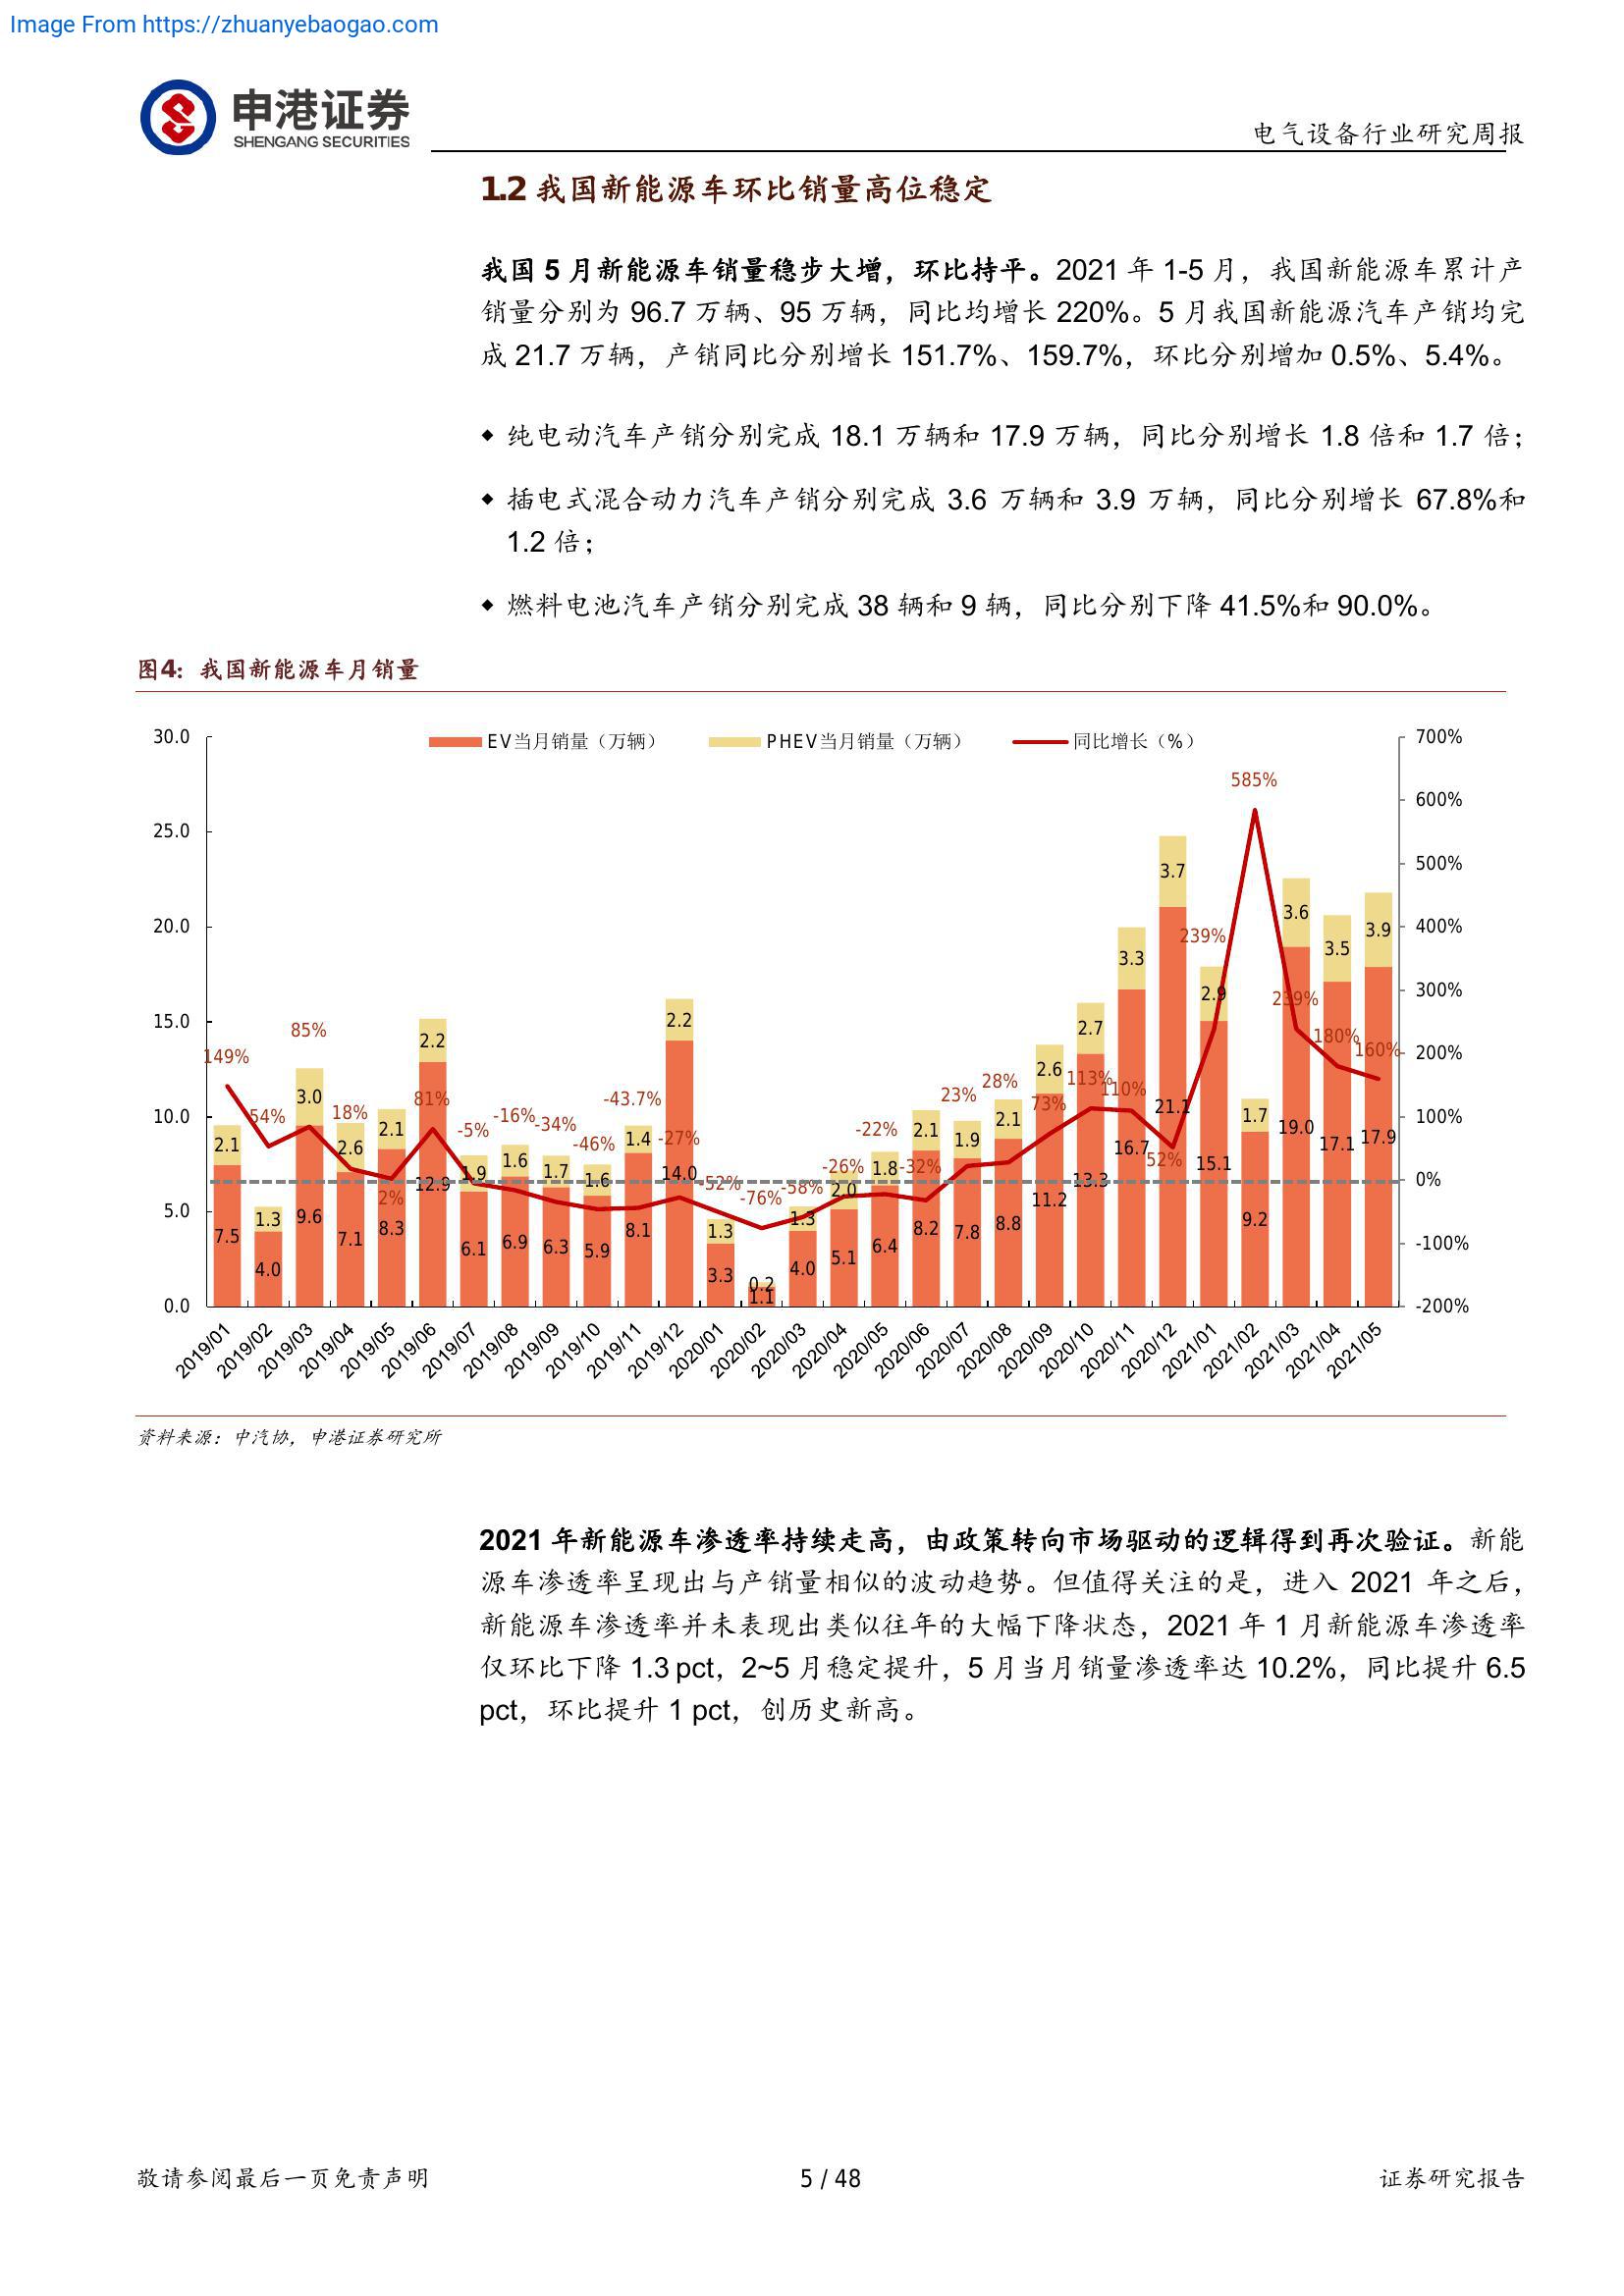 Image From https://zhuanyebaogao.com
申港证券
SHENGANG SECURITIES
电气设备行业研究周报
1.2 我国新能源车环比销量高位稳定
我国 5 月新能源车销量稳步大增，环比持平。2021 年 1-5 月，我国新能源车累计产
销量分别为 96.7 万辆、95 万辆，同比均增长 220%。5 月我国新能源汽车产销均完
成 21.7 万辆，产销同比分别增长 151.7%、159.7%，环比分别增加 0.5%、5.4%。
◆ 纯电动汽车产销分别完成 18.1 万辆和 17.9 万辆，同比分别增长 1.8 倍和 1.7 倍；
◆ 插电式混合动力汽车产销分别完成 3.6 万辆和 3.9 万辆，同比分别增长 67.8%和
1.2 倍；
◆ 燃料电池汽车产销分别完成 38 辆和 9 辆，同比分别下降 41.5%和 90.0%。
图4：我国新能源车月销量
EV当月销量（万辆） PHEV当月销量（万辆） 同比增长（%）
30.0
25.0
20.0
15.0
10.0
5.0
0.0
700%
600%
500%
400%
300%
200%
100%
0%
-100%
-200%
149% 54% 85% 18% 2% 81% -5% -16% -34% -46% -43.7% -27% -52% -76% -58% -26% -22% -32% 23% 28% 73% 113% 110% 52% 239% 585% 239% 180% 160%
2.1 1.3 3.0 2.6 2.1 2.2 1.9 1.6 1.7 1.6 1.4 2.2 1.3 0.2 1.3 2.0 1.8 2.1 1.9 2.1 2.6 2.7 3.3 3.7 2.9 1.7 3.6 3.5 3.9
7.5 4.0 9.6 7.1 8.3 12.9 6.1 6.9 6.3 5.9 8.1 14.0 3.3 1.1 4.0 5.1 6.4 8.2 7.8 8.8 11.2 13.3 16.7 21.1 15.1 9.2 19.0 17.1 17.9
2019/01 2019/02 2019/03 2019/04 2019/05 2019/06 2019/07 2019/08 2019/09 2019/10 2019/11 2019/12 2020/01 2020/02 2020/03 2020/04 2020/05 2020/06 2020/07 2020/08 2020/09 2020/10 2020/11 2020/12 2021/01 2021/02 2021/03 2021/04 2021/05
资料来源：中汽协，申港证券研究所
2021 年新能源车渗透率持续走高，由政策转向市场驱动的逻辑得到再次验证。新能
源车渗透率呈现出与产销量相似的波动趋势。但值得关注的是，进入 2021 年之后，
新能源车渗透率并未表现出类似往年的大幅下降状态，2021 年 1 月新能源车渗透率
仅环比下降 1.3 pct，2~5 月稳定提升，5 月当月销量渗透率达 10.2%，同比提升 6.5
pct，环比提升 1 pct，创历史新高。
敬请参阅最后一页免责声明
5 / 48
证券研究报告